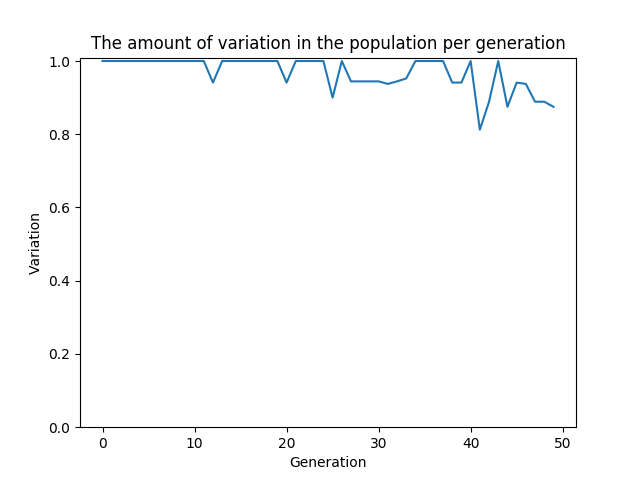 The amount of variation in the population per generation
1.0
0.8
0.6
0.4
0.2
0.0
Variation
0 10 20 30 40 50
Generation